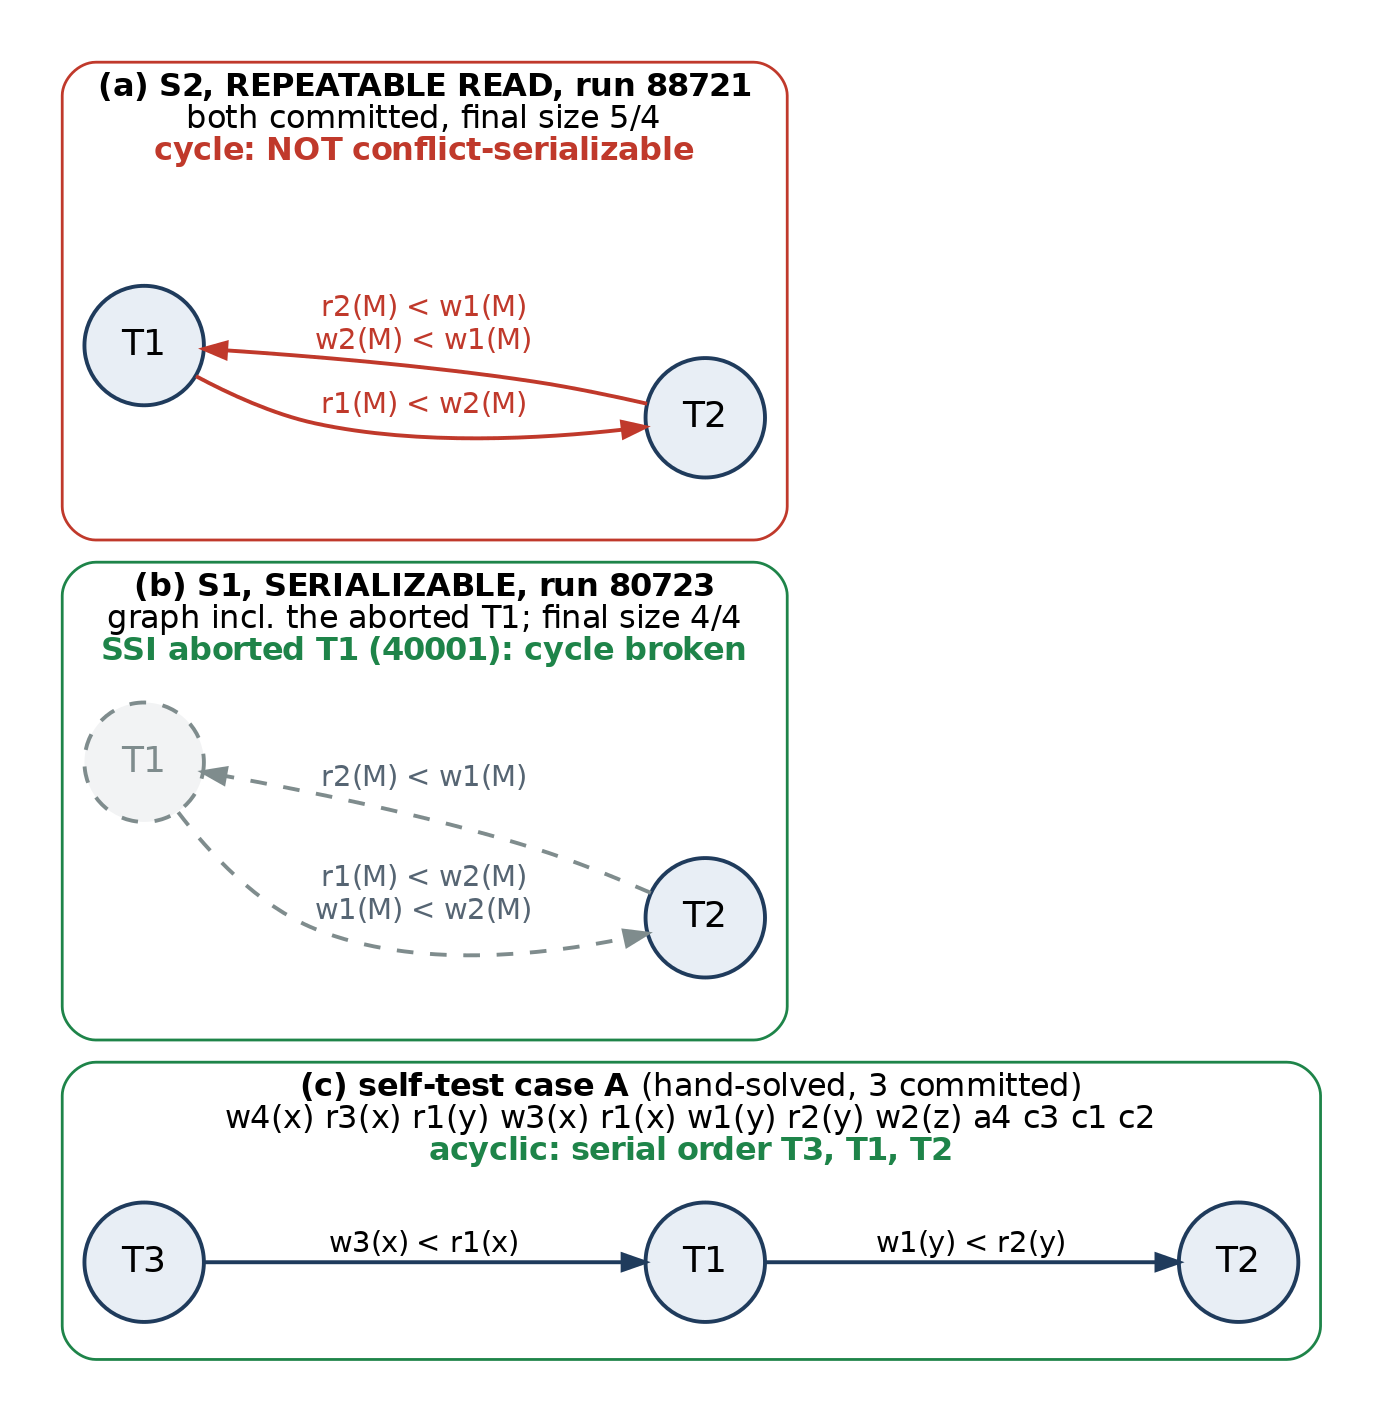 (a) S2, REPEATABLE READ, run 88721
both committed, final size 5/4
cycle: NOT conflict-serializable
r2(M) < w1(M)
w2(M) < w1(M)
T1
r1(M) < w2(M)
T2
(b) S1, SERIALIZABLE, run 80723
graph incl. the aborted T1; final size 4/4
SSI aborted T1 (40001): cycle broken
T1
r2(M) < w1(M)
r1(M) < w2(M)
w1(M) < w2(M)
T2
(c) self-test case A (hand-solved, 3 committed)
w4(x) r3(x) r1(y) w3(x) r1(x) w1(y) r2(y) w2(z) a4 c3 c1 c2
acyclic: serial order T3, T1, T2
T3
w3(x) < r1(x)
T1
w1(y) < r2(y)
T2